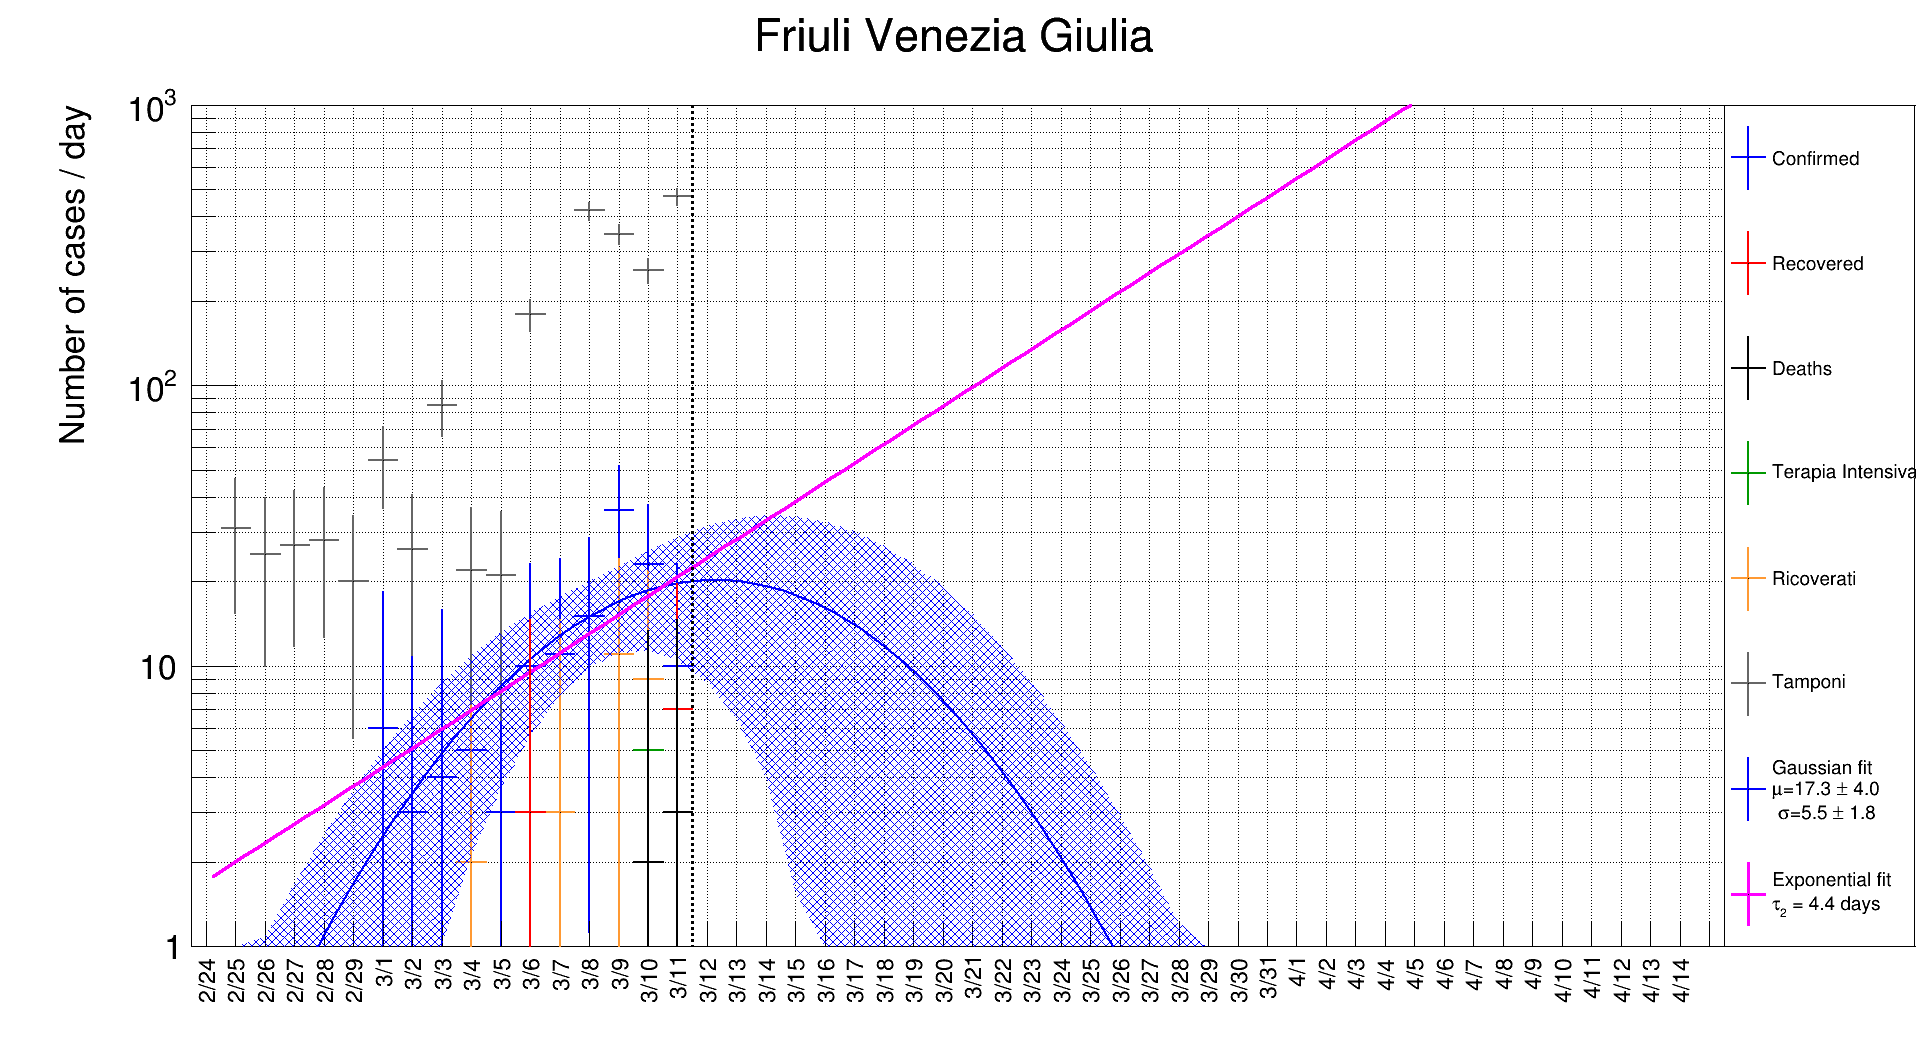 Friuli Venezia Giulia
Number of cases / day
10³
10²
10
1
2/24 2/25 2/26 2/27 2/28 2/29 3/1 3/2 3/3 3/4 3/5 3/6 3/7 3/8 3/9 3/10 3/11 3/12 3/13 3/14 3/15 3/16 3/17 3/18 3/19 3/20 3/21 3/22 3/23 3/24 3/25 3/26 3/27 3/28 3/29 3/30 3/31 4/1 4/2 4/3 4/4 4/5 4/6 4/7 4/8 4/9 4/10 4/11 4/12 4/13 4/14
Confirmed
Recovered
Deaths
Terapia Intensiva
Ricoverati
Tamponi
Gaussian fit
μ=17.3 ± 4.0
σ=5.5 ± 1.8
Exponential fit
τ₂ = 4.4 days